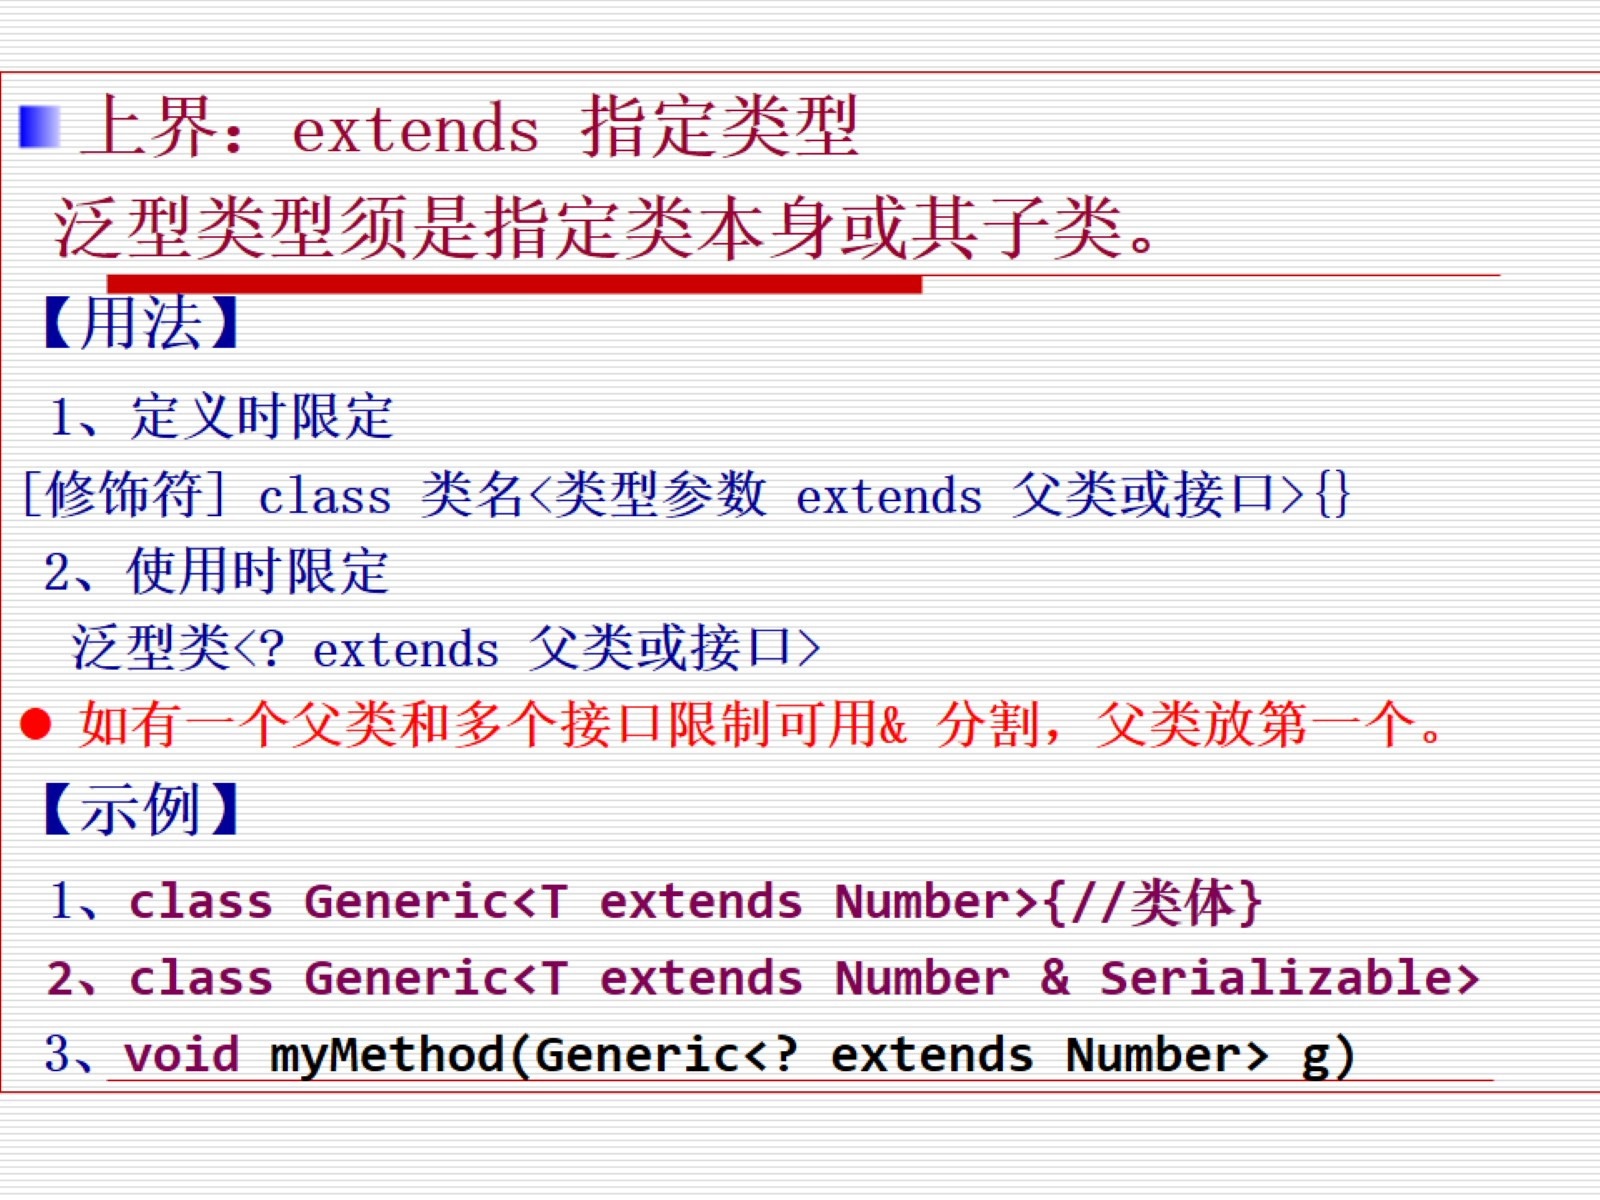 上界：extends 指定类型
泛型类型须是指定类本身或其子类。
【用法】
1、定义时限定
[修饰符] class 类名<类型参数 extends 父类或接口>{}
2、使用时限定
泛型类<? extends 父类或接口>
● 如有一个父类和多个接口限制可用& 分割，父类放第一个。
【示例】
1、class Generic<T extends Number>{//类体}
2、class Generic<T extends Number & Serializable>
3、void myMethod(Generic<? extends Number> g)